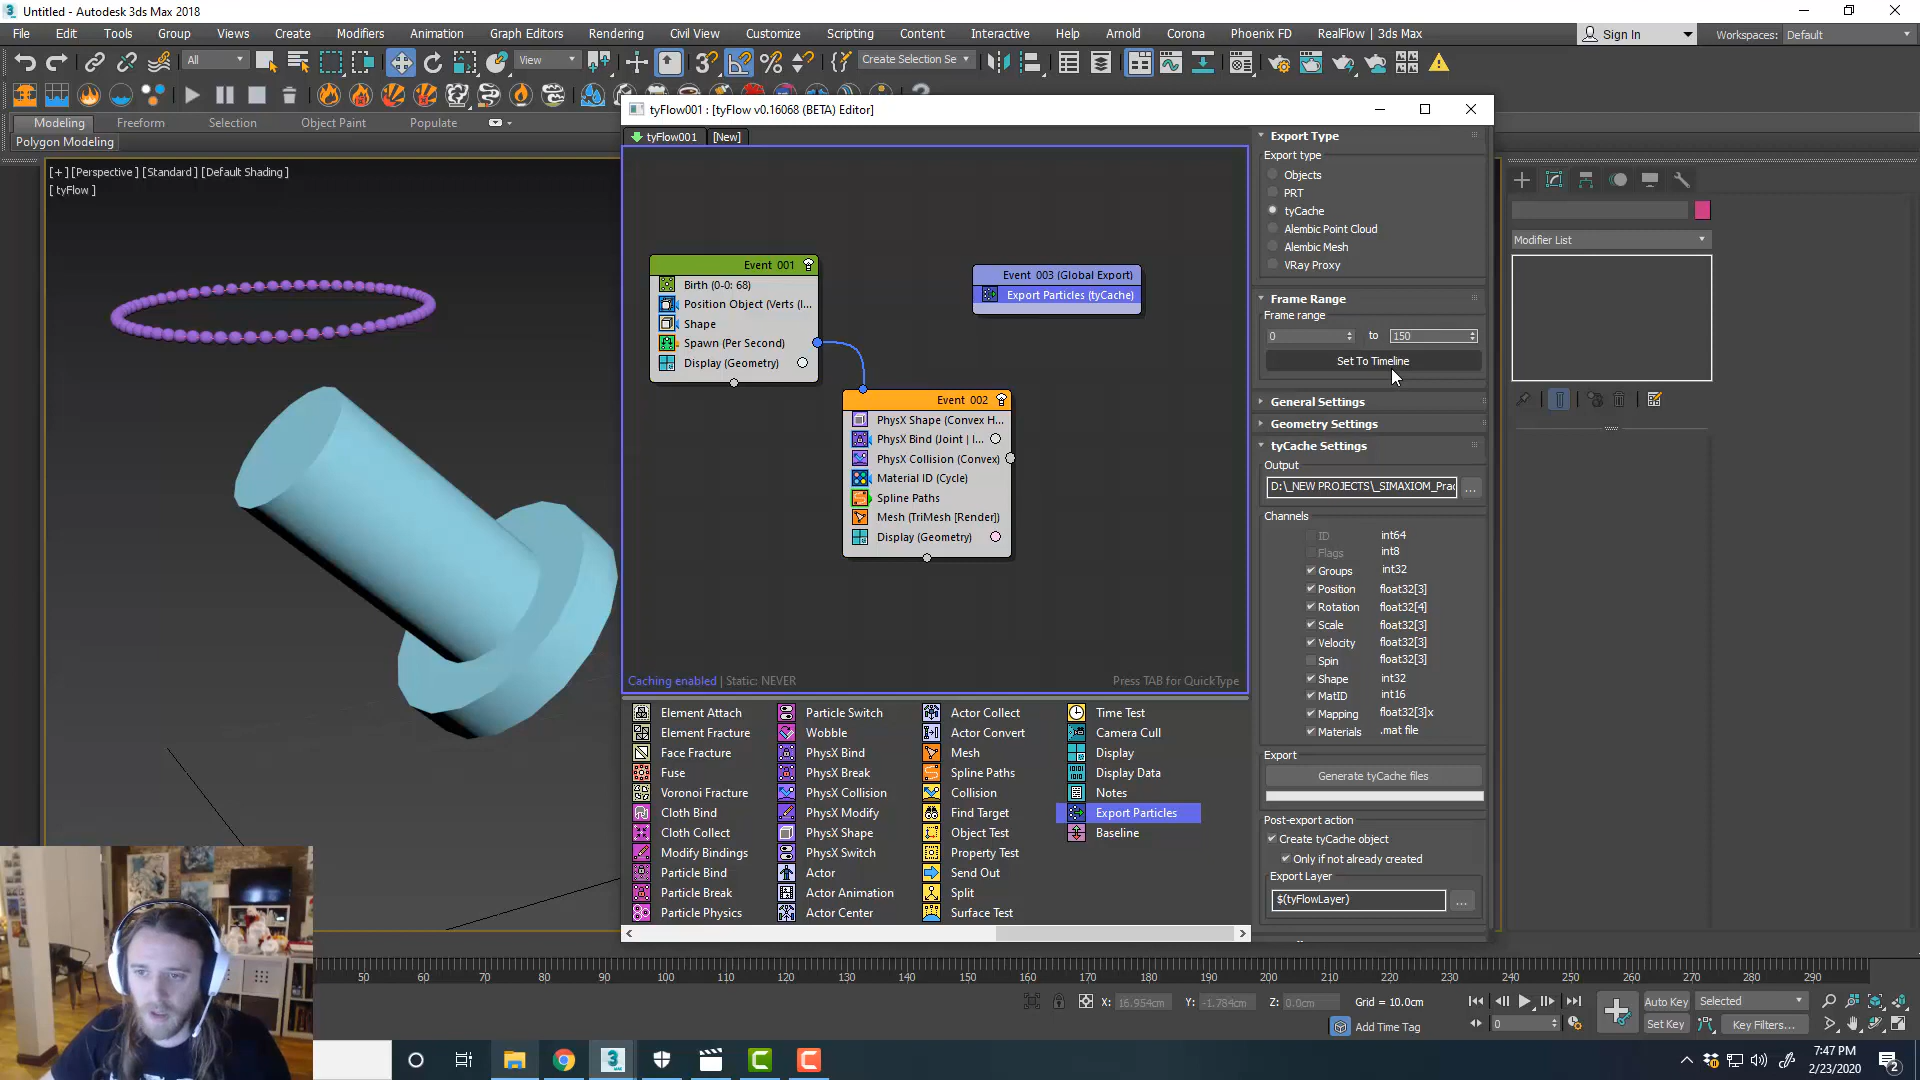 Untitled - Autodesk 3ds Max 2018
File Edit Tools Group Views Create Modifiers Animation Graph Editors Rendering Civil View Customize Scripting Content Interactive Help Arnold Corona Phoenix FD RealFlow | 3ds Max Sign In Workspaces: Default
All View Create Selection Se
Modeling Freeform Selection Object Paint Populate
Polygon Modeling
[+] [Perspective] [Standard] [Default Shading]
[ tyFlow ]
tyFlow001 : [tyFlow v0.16068 (BETA) Editor]
tyFlow001 [New]
Event 001
Birth (0-0: 68)
Position Object (Verts (I...
Shape
Spawn (Per Second)
Display (Geometry)
Event 003 (Global Export)
Export Particles (tyCache)
Event 002
PhysX Shape (Convex H...
PhysX Bind (Joint | I...
PhysX Collision (Convex)
Material ID (Cycle)
Spline Paths
Mesh (TriMesh [Render])
Display (Geometry)
Caching enabled | Static: NEVER
Press TAB for QuickType
Element Attach Particle Switch Actor Collect Time Test
Element Fracture Wobble Actor Convert Camera Cull
Face Fracture PhysX Bind Mesh Display
Fuse PhysX Break Spline Paths Display Data
Voronoi Fracture PhysX Collision Collision Notes
Cloth Bind PhysX Modify Find Target Export Particles
Cloth Collect PhysX Shape Object Test Baseline
Modify Bindings PhysX Switch Property Test
Particle Bind Actor Send Out
Particle Break Actor Animation Split
Particle Physics Actor Center Surface Test
Export Type
Export type
Objects
PRT
tyCache
Alembic Point Cloud
Alembic Mesh
VRay Proxy
Frame Range
Frame range
0 to 150
Set To Timeline
General Settings
Geometry Settings
tyCache Settings
Output
D:\_NEW PROJECTS\_SIMAXIOM_Prac ...
Channels
ID int64
Flags int8
Groups int32
Position float32[3]
Rotation float32[4]
Scale float32[3]
Velocity float32[3]
Spin float32[3]
Shape int32
MatID int16
Mapping float32[3]x
Materials .mat file
Export
Generate tyCache files
Post-export action
Create tyCache object
Only if not already created
Export Layer
$(tyFlowLayer) ...
Modifier List
50 60 70 80 90 100 110 120 130 140 150 160 170 180 190 200 210 220 230 240 250 260 270 280 290
X: 16.954cm Y: -1.784cm Z: 0.0cm Grid = 10.0cm
Add Time Tag
0
Auto Key Selected
Set Key Key Filters...
7:47 PM
2/23/2020
2